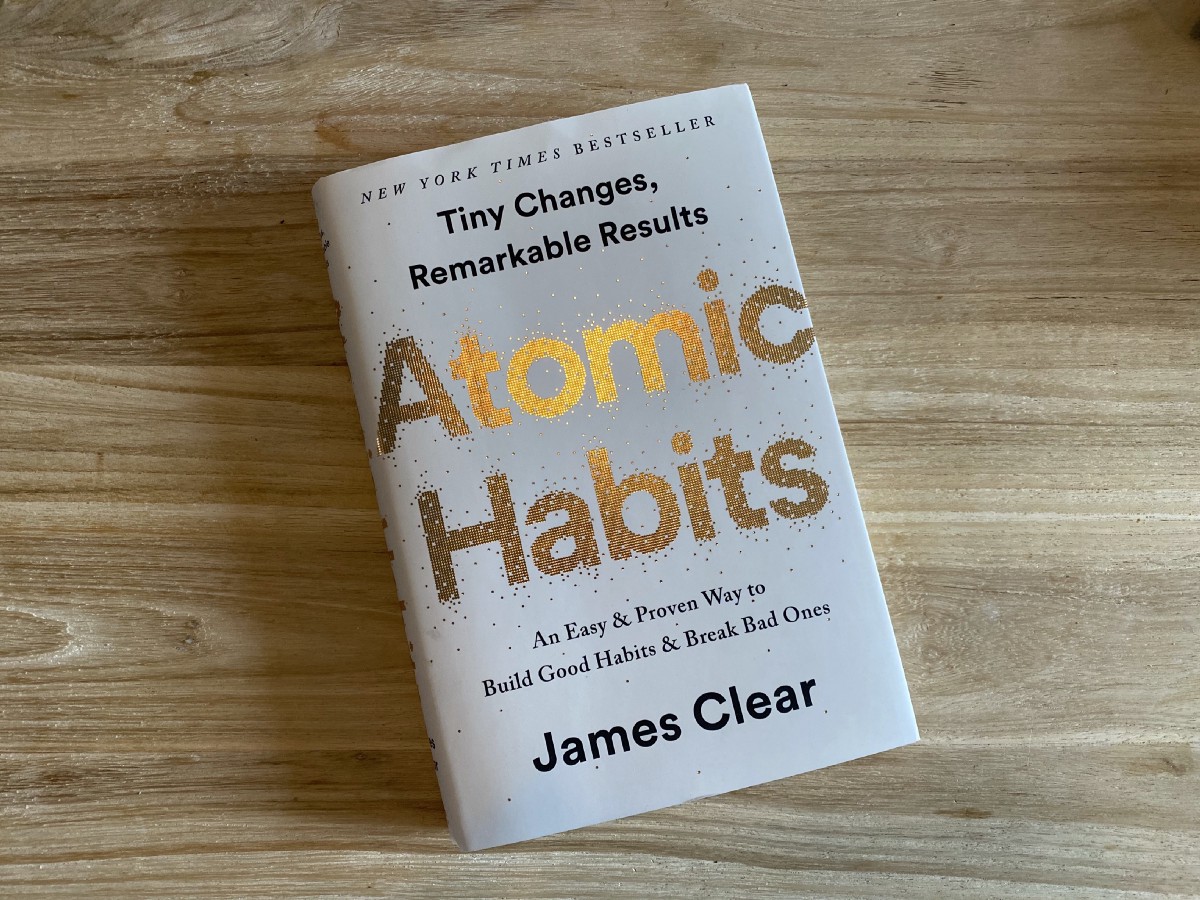 NEW YORK TIMES BESTSELLER
Tiny Changes,
Remarkable Results
Atomic
Habits
An Easy & Proven Way to
Build Good Habits & Break Bad Ones
James Clear